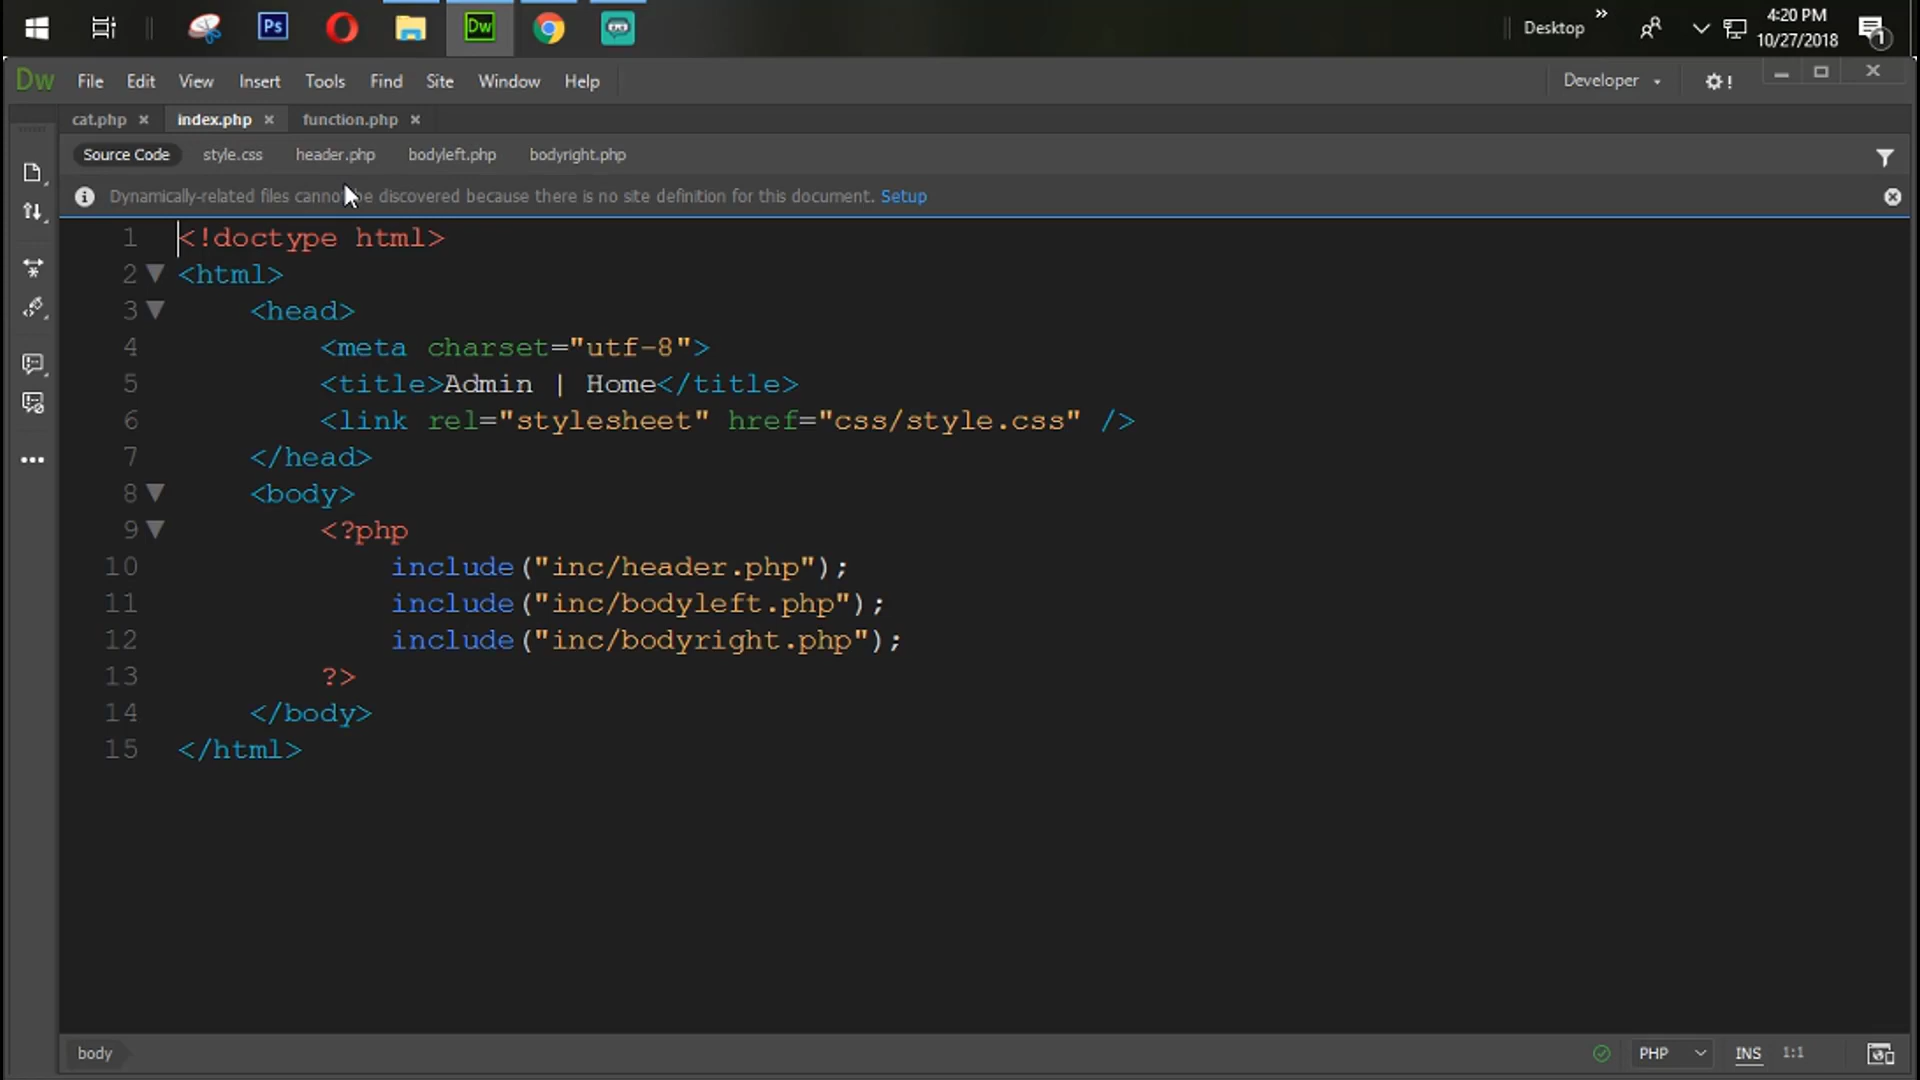 Ps
Dw
Desktop
»
4:20 PM
10/27/2018
1
Dw File Edit View Insert Tools Find Site Window Help
Developer
!
cat.php × index.php × function.php ×
Source Code style.css header.php bodyleft.php bodyright.php
Dynamically-related files cannot be discovered because there is no site definition for this document. Setup
1 <!doctype html>
2 <html>
3 <head>
4 <meta charset="utf-8">
5 <title>Admin | Home</title>
6 <link rel="stylesheet" href="css/style.css" />
7 </head>
8 <body>
9 <?php
10 include("inc/header.php");
11 include("inc/bodyleft.php");
12 include("inc/bodyright.php");
13 ?>
14 </body>
15 </html>
body
PHP INS 1:1